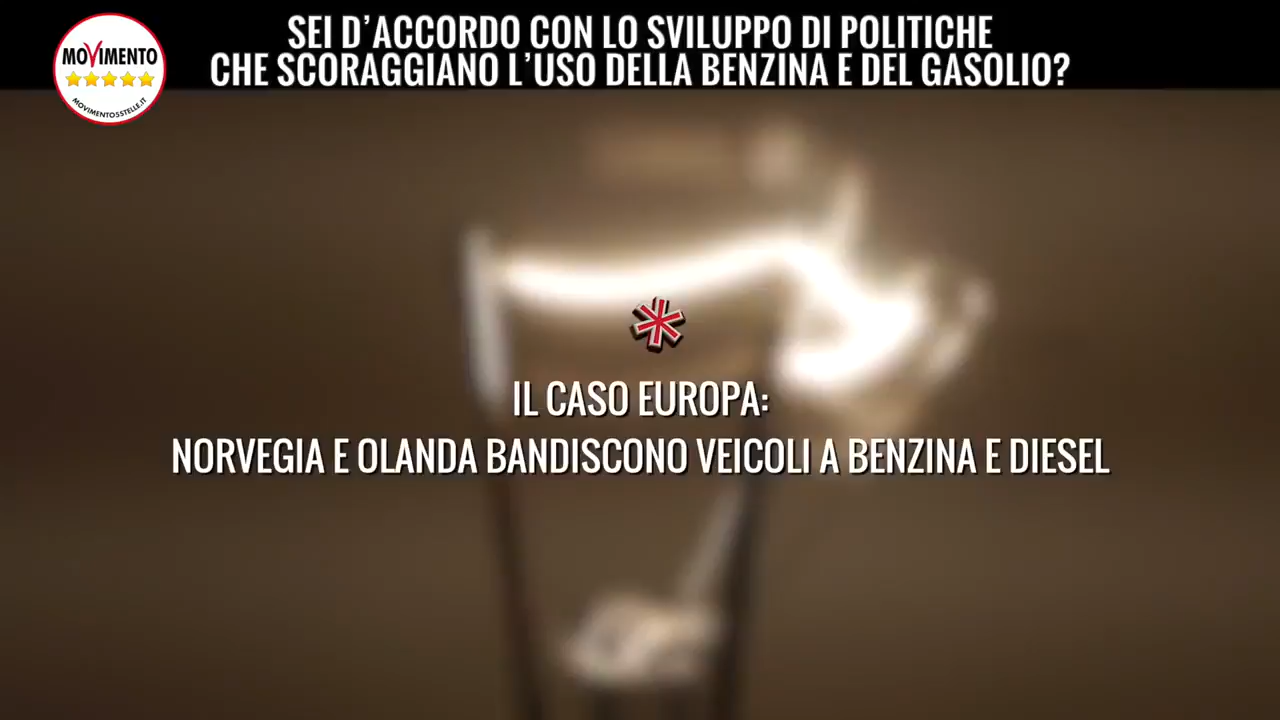 SEI D'ACCORDO CON LO SVILUPPO DI POLITICHE
CHE SCORAGGIANO L'USO DELLA BENZINA E DEL GASOLIO?
MOVIMENTO
MOVIMENTO5STELLE.IT
IL CASO EUROPA:
NORVEGIA E OLANDA BANDISCONO VEICOLI A BENZINA E DIESEL